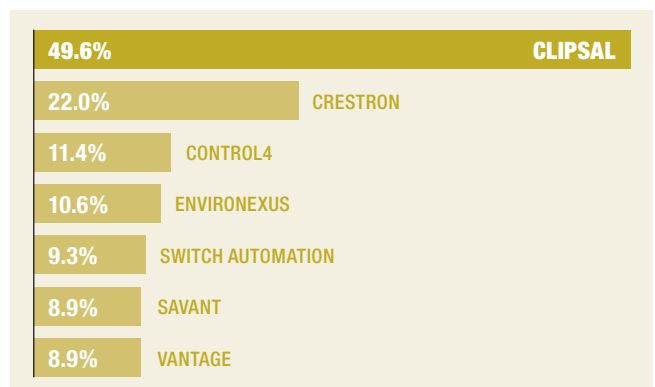 49.6% CLIPSAL
22.0% CRESTRON
11.4% CONTROL4
10.6% ENVIRONEXUS
9.3% SWITCH AUTOMATION
8.9% SAVANT
8.9% VANTAGE